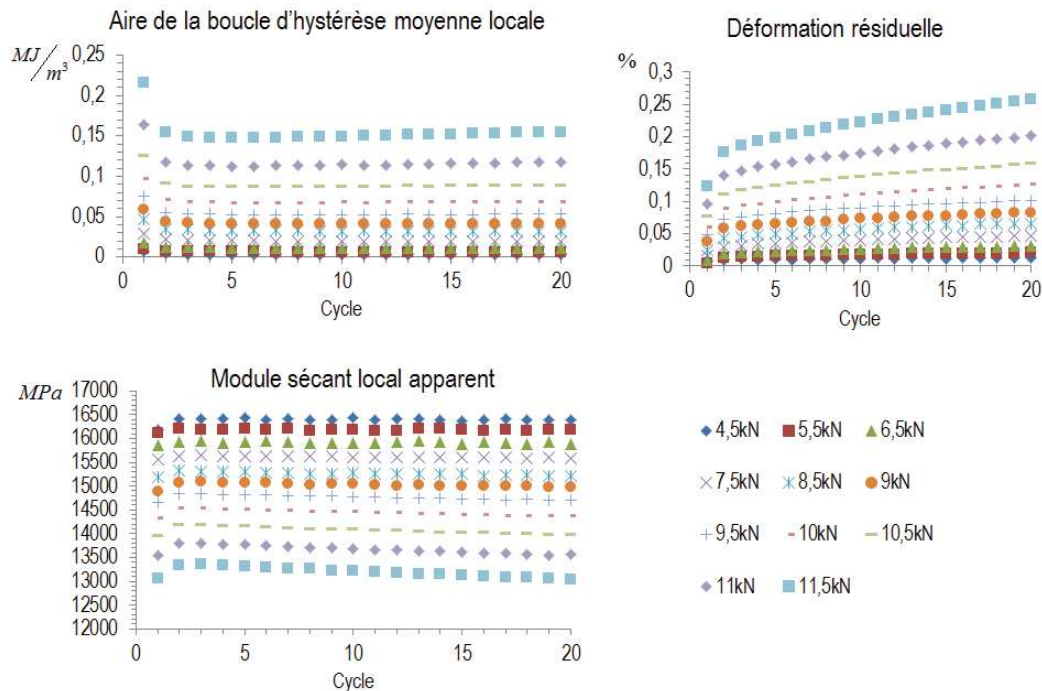 Aire de la boucle d’hystérèse moyenne locale
MJ/m³
0,25
0,2
0,15
0,1
0,05
0
0 5 10 15 20
Cycle
Déformation résiduelle
%
0,3
0,25
0,2
0,15
0,1
0,05
0
0 5 10 15 20
Cycle
Module sécant local apparent
MPa
17000
16500
16000
15500
15000
14500
14000
13500
13000
12500
12000
0 5 10 15 20
Cycle
4,5kN 5,5kN 6,5kN
7,5kN 8,5kN 9kN
9,5kN 10kN 10,5kN
11kN 11,5kN